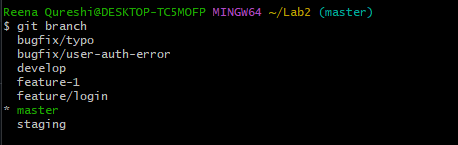 Reena Qureshi@DESKTOP-TC5MOFP MINGW64 ~/Lab2 (master)
$ git branch
  bugfix/typo
  bugfix/user-auth-error
  develop
  feature-1
  feature/login
* master
  staging